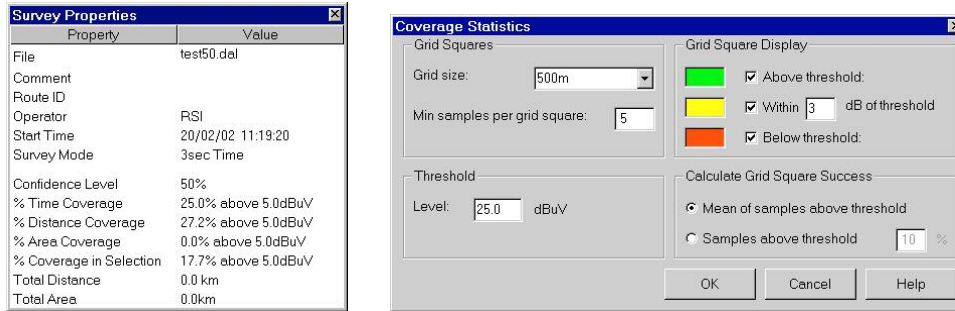 Survey Properties
Property Value
File test50.dal
Comment
Route ID
Operator RSI
Start Time 20/02/02 11:19:20
Survey Mode 3sec Time
Confidence Level 50%
% Time Coverage 25.0% above 5.0dBuV
% Distance Coverage 27.2% above 5.0dBuV
% Area Coverage 0.0% above 5.0dBuV
% Coverage in Selection 17.7% above 5.0dBuV
Total Distance 0.0 km
Total Area 0.0km
Coverage Statistics
Grid Squares
Grid size: 500m
Min samples per grid square: 5
Grid Square Display
Above threshold:
Within 3 dB of threshold
Below threshold:
Threshold
Level: 25.0 dBuV
Calculate Grid Square Success
Mean of samples above threshold
Samples above threshold 10 %
OK Cancel Help